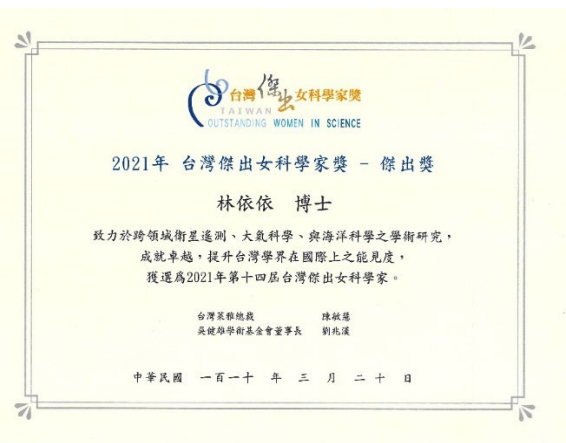 台灣傑出女科學家獎
TAIWAN
OUTSTANDING WOMEN IN SCIENCE
2021年 台灣傑出女科學家獎 - 傑出獎
林依依 博士
致力於跨領域衛星遙測、大氣科學、與海洋科學之學術研究，
成就卓越，提升台灣學界在國際上之能見度，
獲選為2021年第十四屆台灣傑出女科學家。
台灣萊雅總裁 陳敏慧
吳健雄學術基金會董事長 劉兆漢
中華民國 一百一十 年 三 月 二十 日